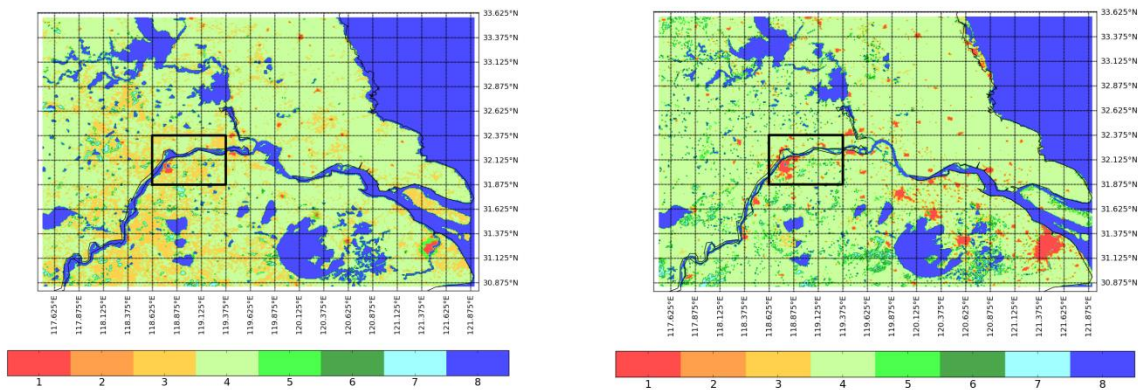 33.625°N
33.375°N
33.125°N
32.875°N
32.625°N
32.375°N
32.125°N
31.875°N
31.625°N
31.375°N
31.125°N
30.875°N
117.625°E
117.875°E
118.125°E
118.375°E
118.625°E
118.875°E
119.125°E
119.375°E
119.625°E
119.875°E
120.125°E
120.375°E
120.625°E
120.875°E
121.125°E
121.375°E
121.625°E
121.875°E
1 2 3 4 5 6 7 8
33.625°N
33.375°N
33.125°N
32.875°N
32.625°N
32.375°N
32.125°N
31.875°N
31.625°N
31.375°N
31.125°N
30.875°N
117.625°E
117.875°E
118.125°E
118.375°E
118.625°E
118.875°E
119.125°E
119.375°E
119.625°E
119.875°E
120.125°E
120.375°E
120.625°E
120.875°E
121.125°E
121.375°E
121.625°E
121.875°E
1 2 3 4 5 6 7 8